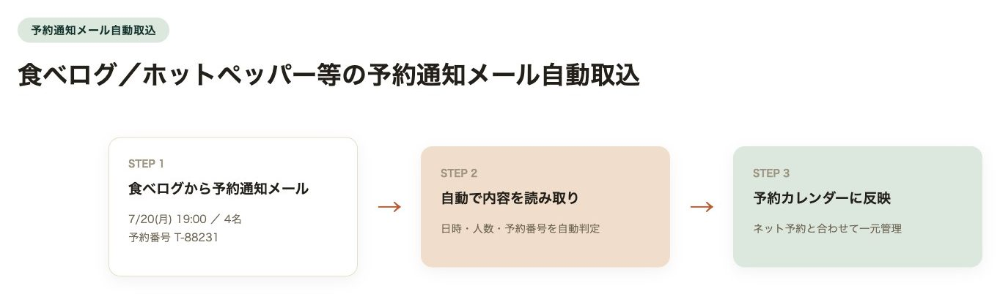 予約通知メール自動取込
食べログ／ホットペッパー等の予約通知メール自動取込
STEP 1
食べログから予約通知メール
7/20(月) 19:00 ／ 4名
予約番号 T-88231
→
STEP 2
自動で内容を読み取り
日時・人数・予約番号を自動判定
→
STEP 3
予約カレンダーに反映
ネット予約と合わせて一元管理